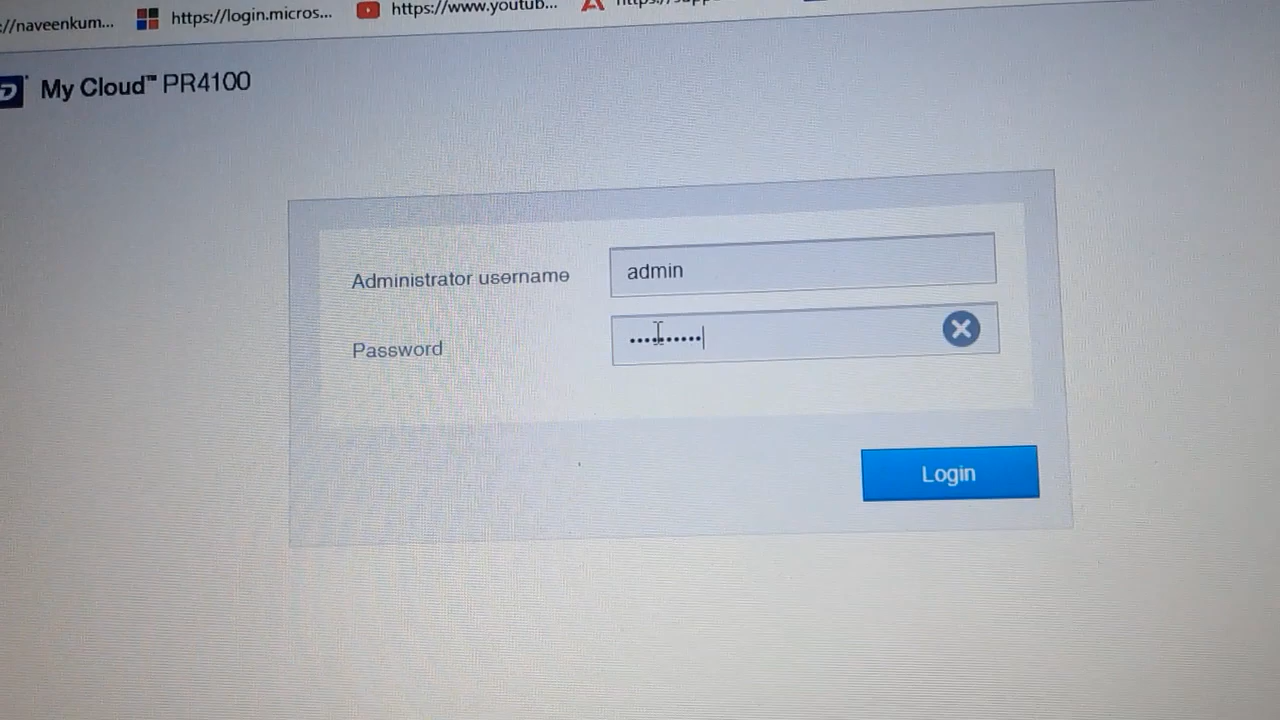 ://naveenkum... https://login.micros... https://www.youtub...
My Cloud™ PR4100
Administrator username admin
Password ••••••••••
Login